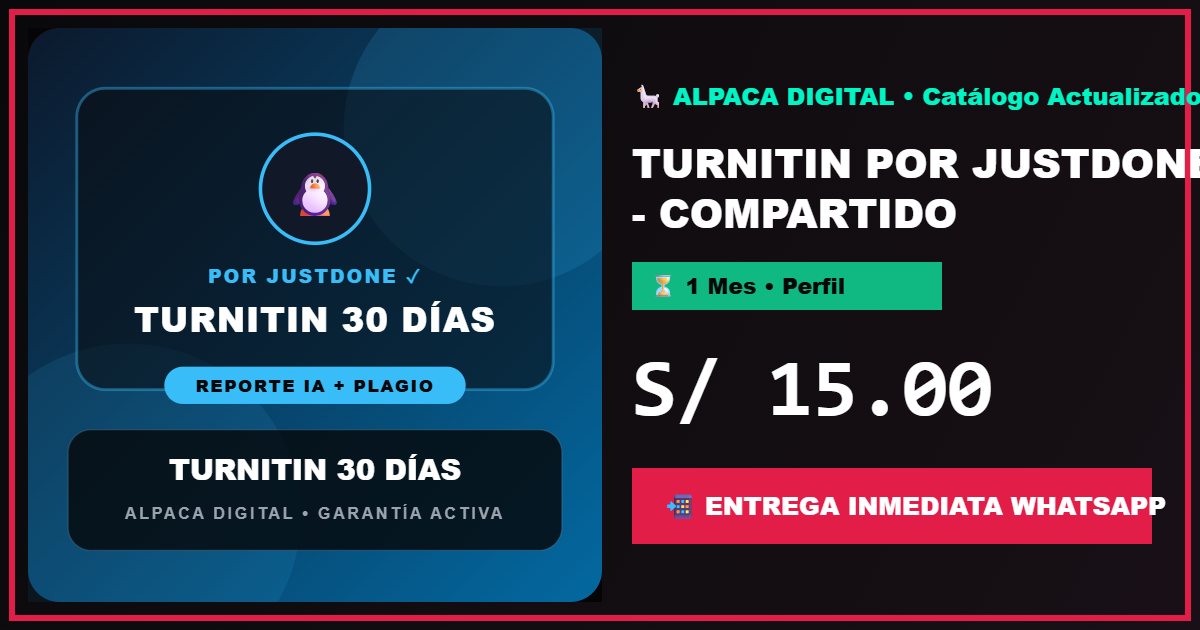 POR JUSTDONE ✓
TURNITIN 30 DÍAS
REPORTE IA + PLAGIO
TURNITIN 30 DÍAS
ALPACA DIGITAL • GARANTÍA ACTIVA
🦙 ALPACA DIGITAL • Catálogo Actualizado
TURNITIN POR JUSTDONE
- COMPARTIDO
⏳ 1 Mes • Perfil
S/ 15.00
📲 ENTREGA INMEDIATA WHATSAPP